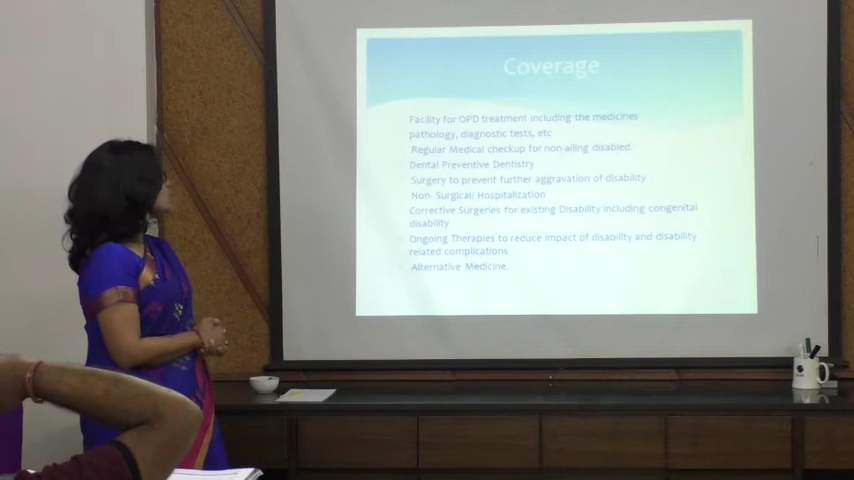 Coverage
Facility for OPD treatment including the medicines
pathology, diagnostic tests, etc
Regular Medical checkup for non-ailing disabled
Dental Preventive Dentistry
Surgery to prevent further aggravation of disability
Non- Surgical/ Hospitalization
Corrective Surgeries for existing Disability including congenital
disability
Ongoing Therapies to reduce impact of disability and disability
related complications
Alternative Medicine.